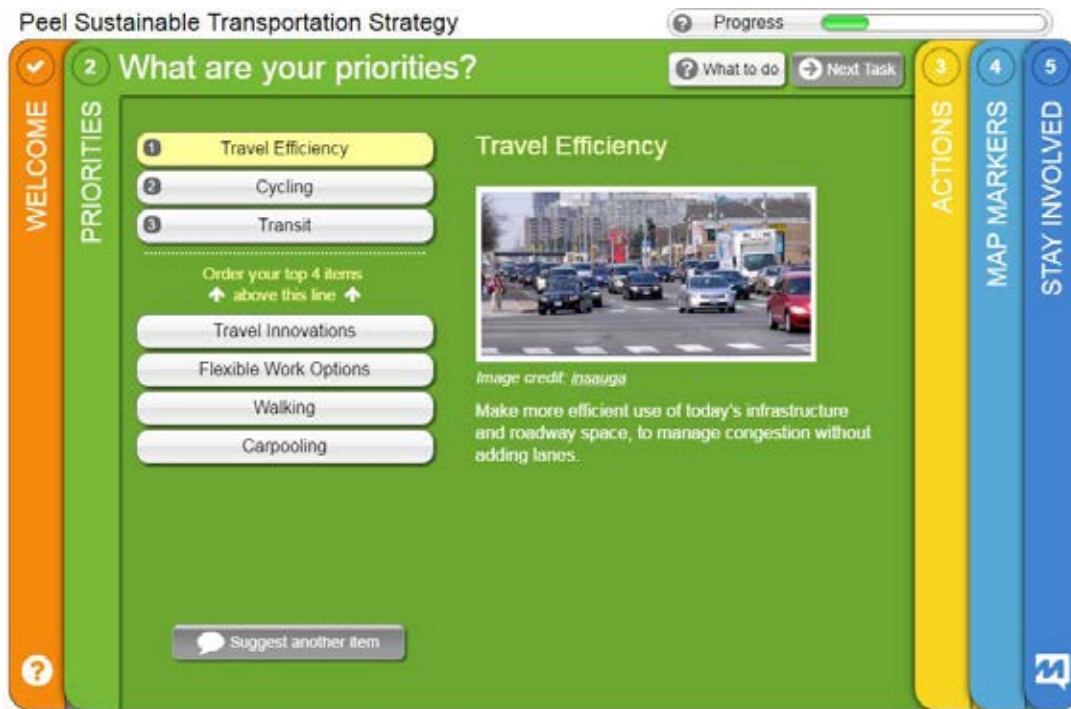 Peel Sustainable Transportation Strategy
Progress
WELCOME
2
PRIORITIES
What are your priorities?
What to do
Next Task
1 Travel Efficiency
2 Cycling
3 Transit
Order your top 4 items
above this line
Travel Innovations
Flexible Work Options
Walking
Carpooling
Suggest another item
Travel Efficiency
Image credit: insauga
Make more efficient use of today's infrastructure
and roadway space, to manage congestion without
adding lanes.
3
ACTIONS
4
MAP MARKERS
5
STAY INVOLVED